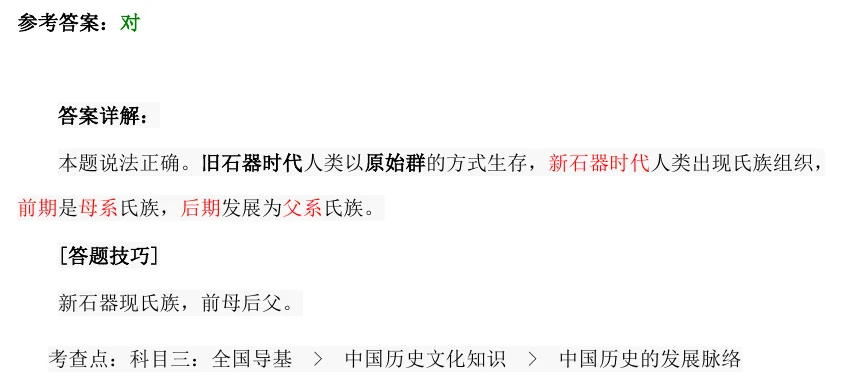 参考答案：对
答案详解：
本题说法正确。旧石器时代人类以原始群的方式生存，新石器时代人类出现氏族组织，
前期是母系氏族，后期发展为父系氏族。
[答题技巧]
新石器现氏族，前母后父。
考查点：科目三：全国导基 > 中国历史文化知识 > 中国历史的发展脉络